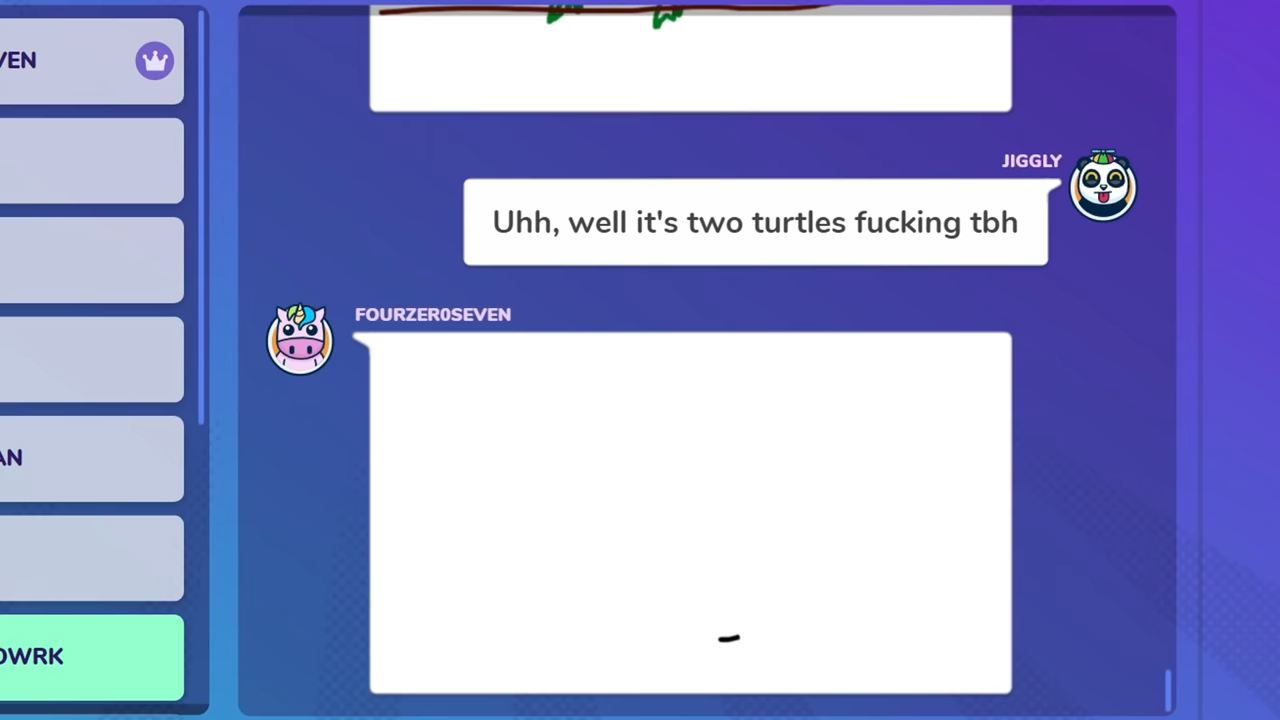 VEN
JIGGLY
Uhh, well it's two turtles fucking tbh
FOURZER0SEVEN
AN
OWRK